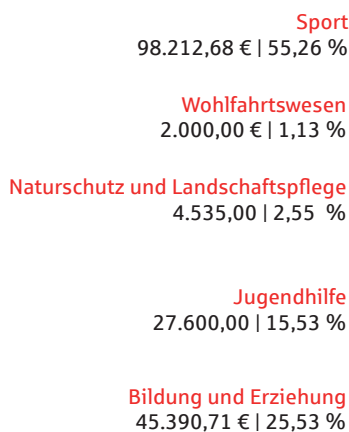 Sport
98.212,68 € | 55,26 %
Wohlfahrtswesen
2.000,00 € | 1,13 %
Naturschutz und Landschaftspflege
4.535,00 | 2,55 %
Jugendhilfe
27.600,00 | 15,53 %
Bildung und Erziehung
45.390,71 € | 25,53 %